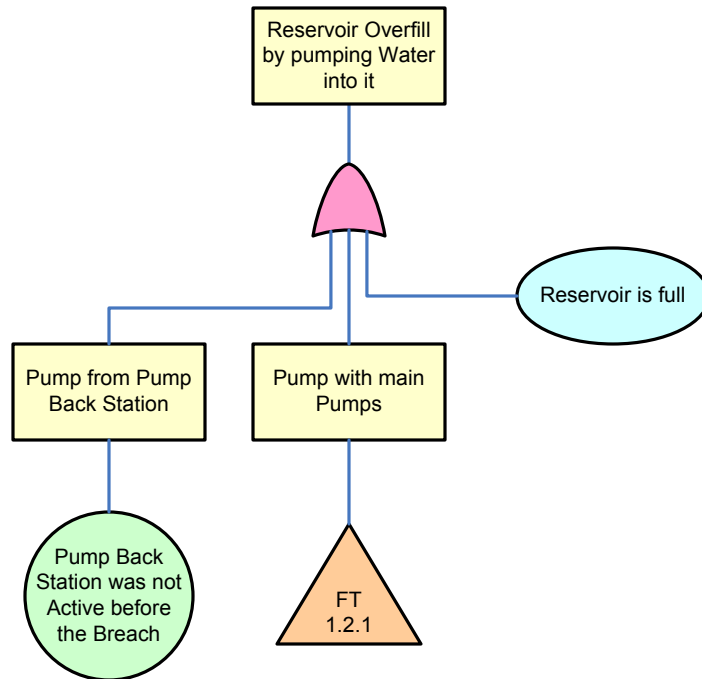 Reservoir Overfill
by pumping Water
into it
Reservoir is full
Pump from Pump
Back Station
Pump with main
Pumps
Pump Back
Station was not
Active before
the Breach
FT
1.2.1